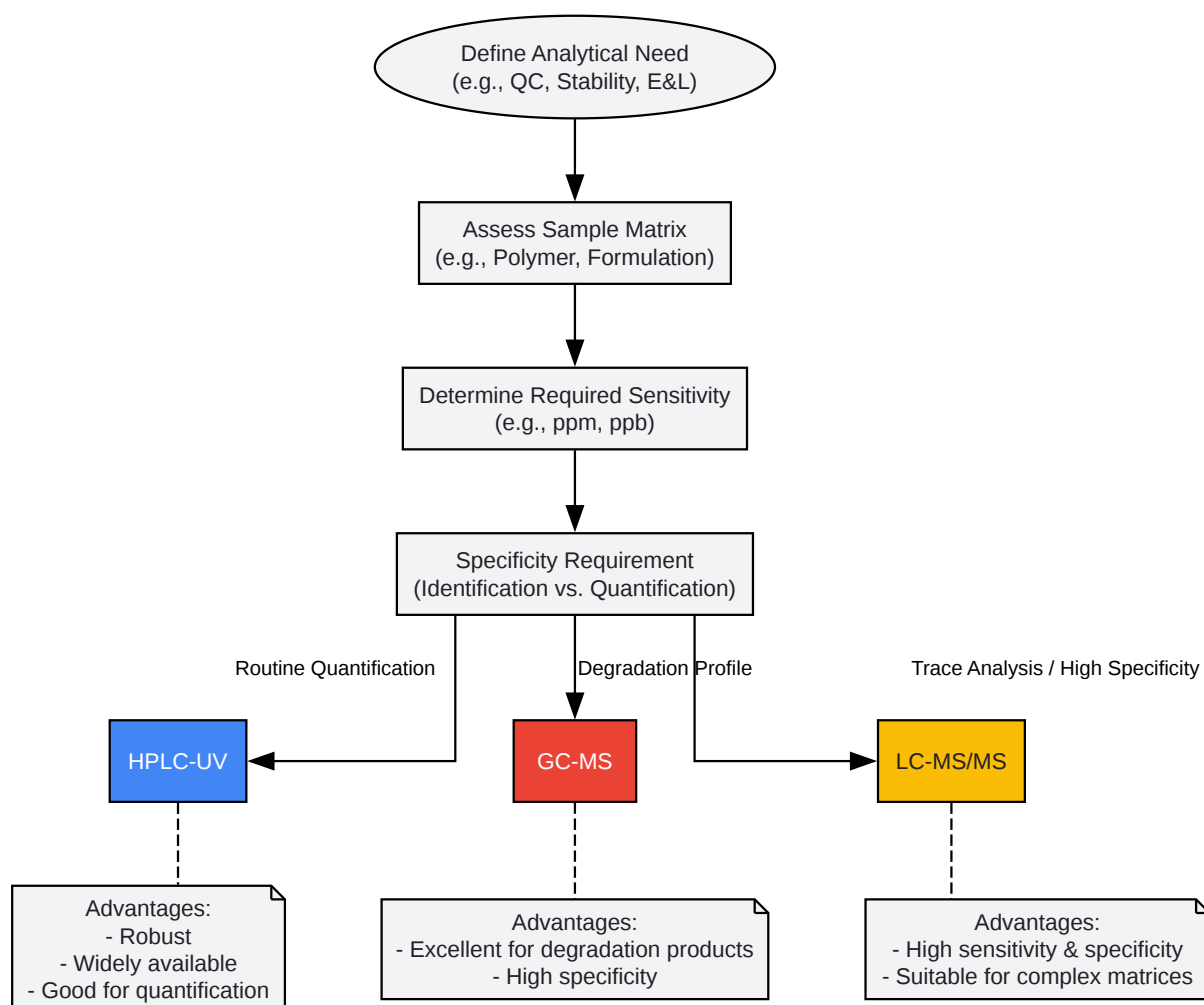 Define Analytical Need
(e.g., QC, Stability, E&L)
Assess Sample Matrix
(e.g., Polymer, Formulation)
Determine Required Sensitivity
(e.g., ppm, ppb)
Specificity Requirement
(Identification vs. Quantification)
Routine Quantification
Degradation Profile
Trace Analysis / High Specificity
HPLC-UV
GC-MS
LC-MS/MS
Advantages:
- Robust
- Widely available
- Good for quantification
Advantages:
- Excellent for degradation products
- High specificity
Advantages:
- High sensitivity & specificity
- Suitable for complex matrices